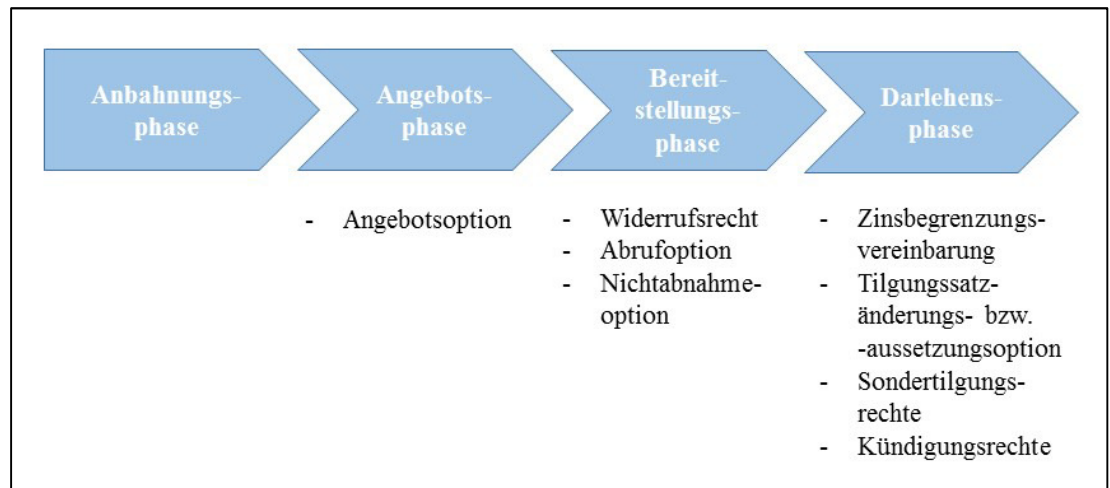 Anbahnungs-
phase
Angebots-
phase
Bereit-
stellungs-
phase
Darlehens-
phase
- Angebotsoption
- Widerrufsrecht
- Abrufoption
- Nichtabnahme-
option
- Zinsbegrenzungs-
vereinbarung
- Tilgungssatz-
änderungs- bzw.
-aussetzungsoption
- Sondertilgungs-
rechte
- Kündigungsrechte